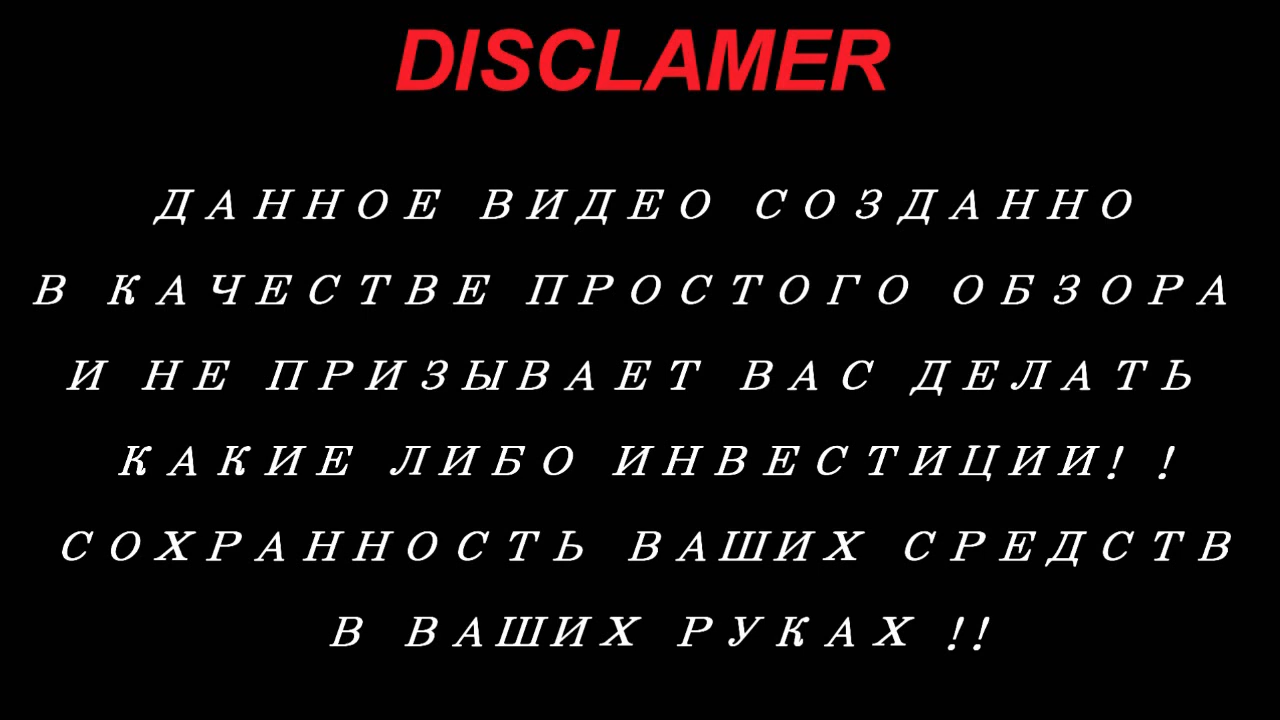 DISCLAMER
ДАННОЕ ВИДЕО СОЗДАННО
В КАЧЕСТВЕ ПРОСТОГО ОБЗОРА
И НЕ ПРИЗЫВАЕТ ВАС ДЕЛАТЬ
КАКИЕ ЛИБО ИНВЕСТИЦИИ! !
СОХРАННОСТЬ ВАШИХ СРЕДСТВ
В ВАШИХ РУКАХ !!